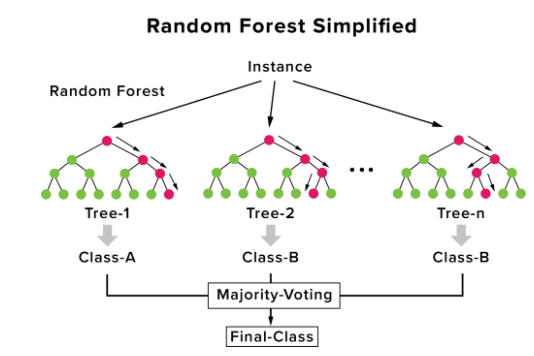 Random Forest Simplified
Instance
Random Forest
Tree-1
Tree-2
Tree-n
Class-A
Class-B
Class-B
Majority-Voting
Final-Class